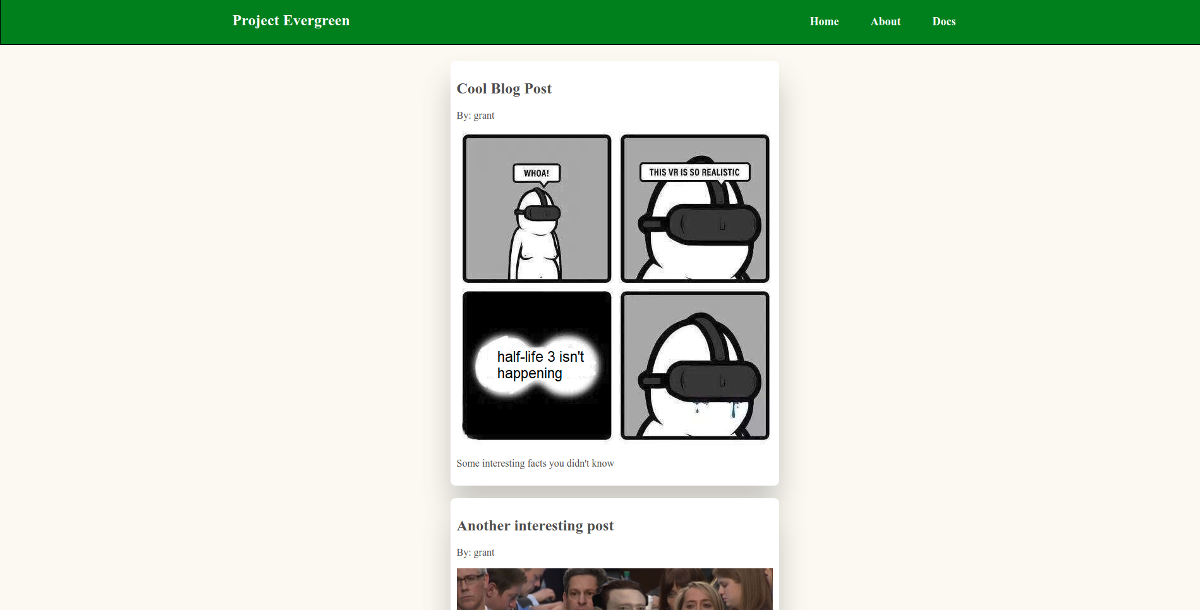 Project Evergreen
Home
About
Docs
Cool Blog Post
By: grant
WHOA!
THIS VR IS SO REALISTIC
half-life 3 isn't
happening
Some interesting facts you didn't know
Another interesting post
By: grant